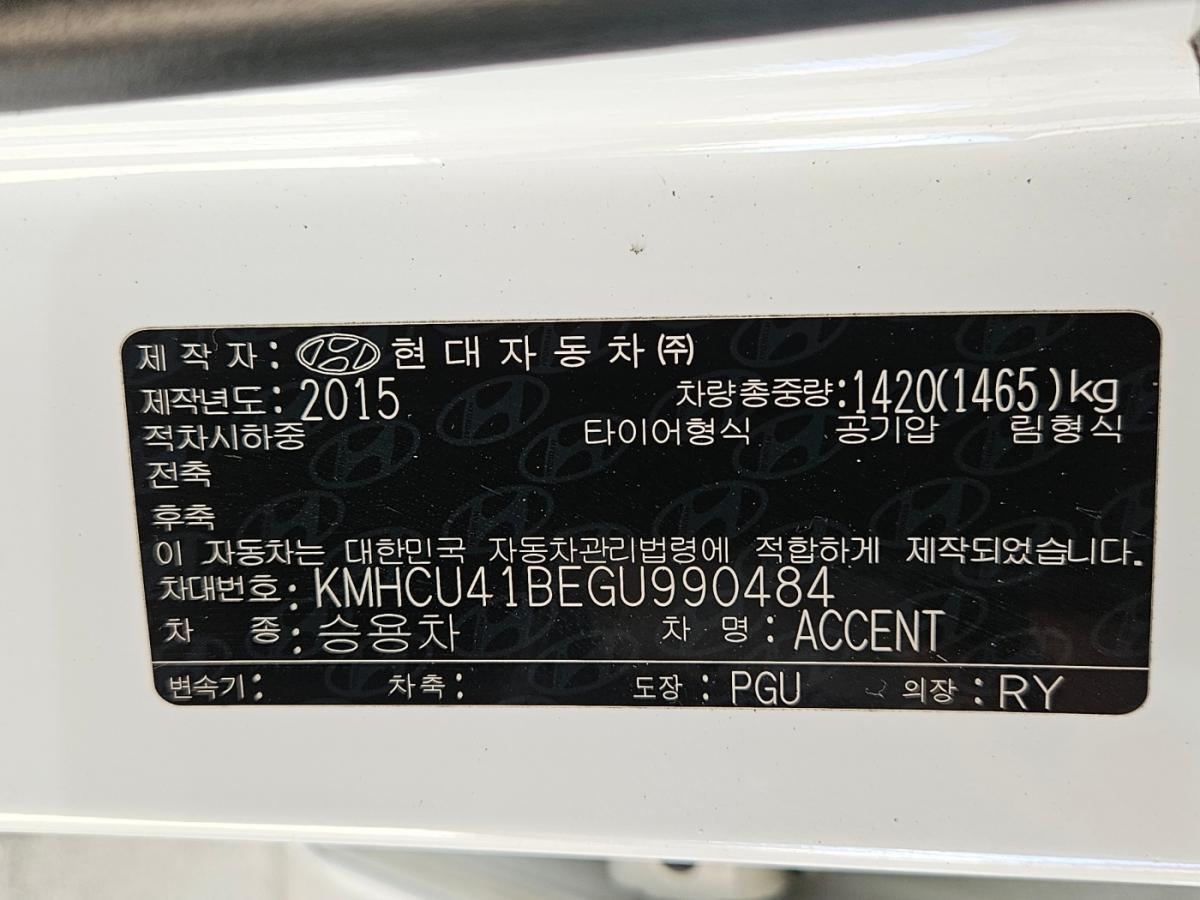 제 작 자 : 현대자동차㈜
제작년도 : 2015 차량총중량 : 1420(1465)kg
적차시하중 타이어형식 공기압 림형식
전축
후축
이 자동차는 대한민국 자동차관리법령에 적합하게 제작되었습니다.
차대번호 : KMHCU41BEGU990484
차 종 : 승용차 차 명 : ACCENT
변속기 : 차축 : 도장 : PGU 의장 : RY